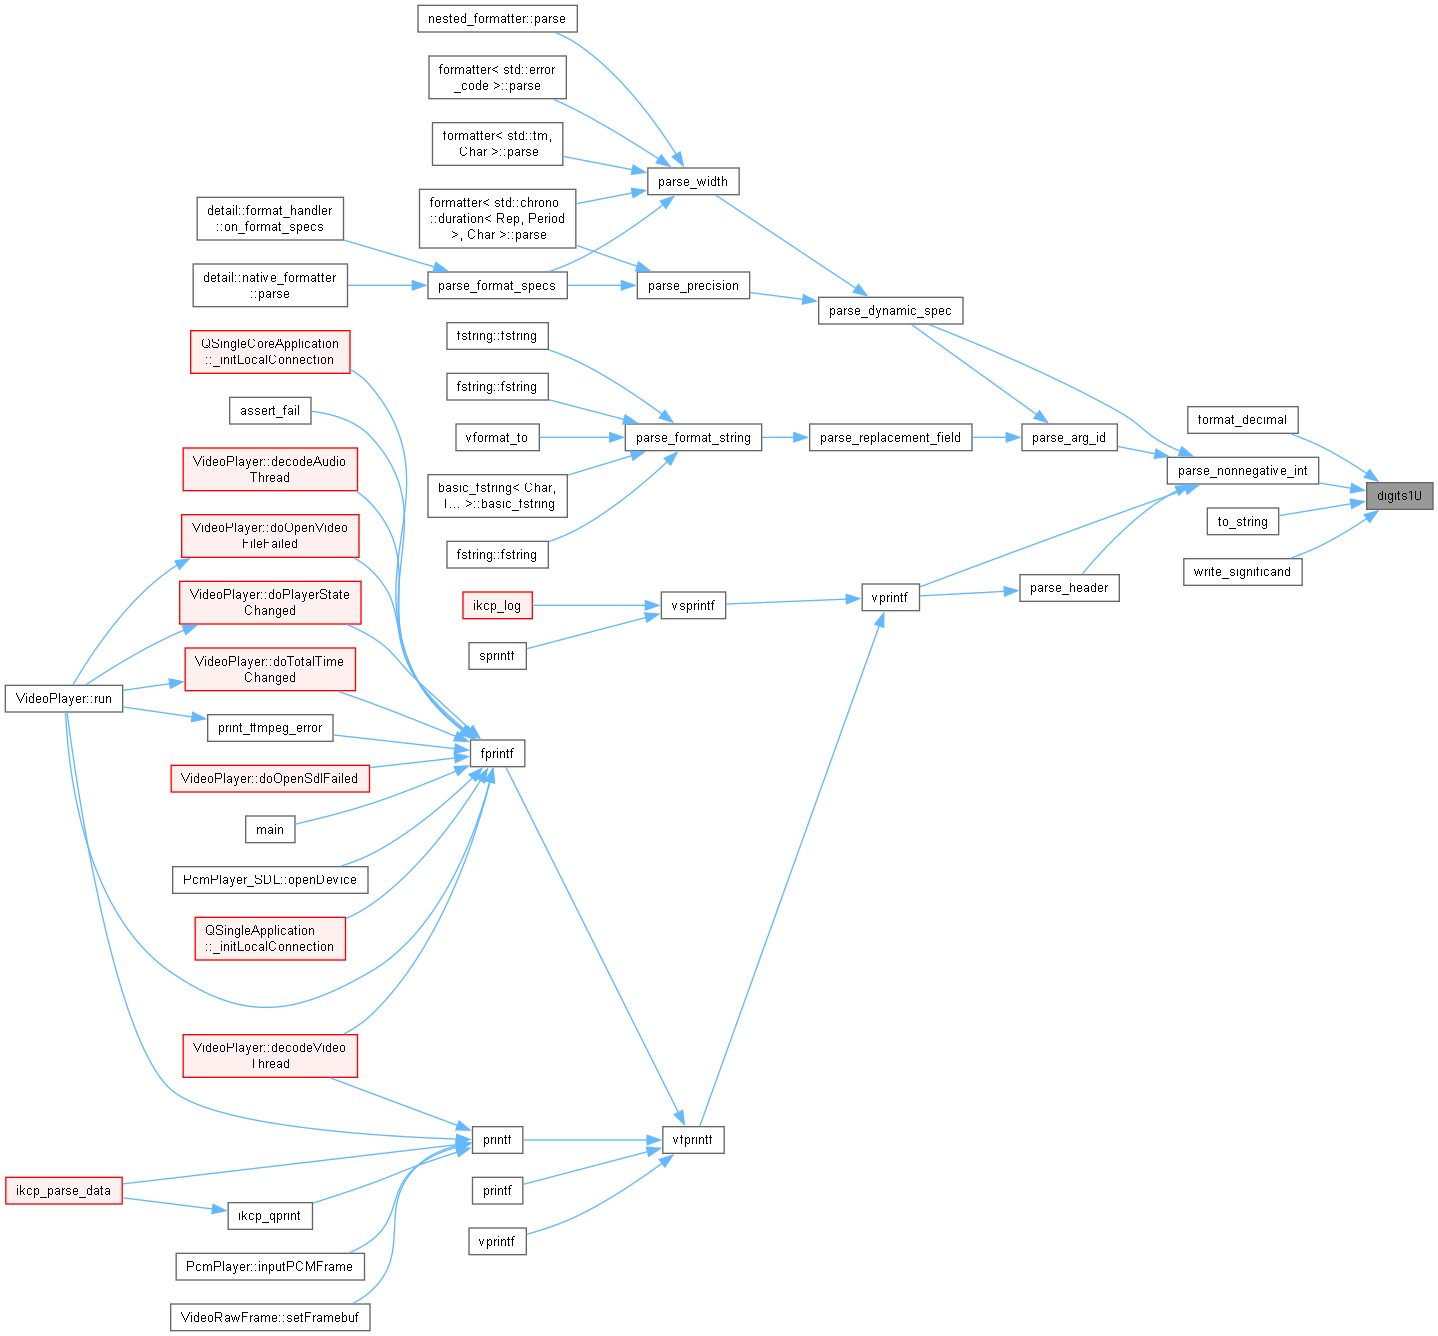 nested_formatter::parse
formatter< std::error
_code >::parse
formatter< std::tm,
Char >::parse
parse_width
formatter< std::chrono
::duration< Rep, Period
>, Char >::parse
detail::format_handler
::on_format_specs
detail::native_formatter
::parse
parse_format_specs
parse_precision
parse_dynamic_spec
QSingleCoreApplication
::_initLocalConnection
fstring::fstring
fstring::fstring
assert_fail
vformat_to
parse_format_string
parse_replacement_field
parse_arg_id
format_decimal
VideoPlayer::decodeAudio
Thread
parse_nonnegative_int
digits10
basic_fstring< Char,
T... >::basic_fstring
to_string
VideoPlayer::doOpenVideo
FileFailed
fstring::fstring
write_significand
VideoPlayer::doPlayerState
Changed
ikcp_log
vsprintf
vprintf
parse_header
sprintf
VideoPlayer::doTotalTime
Changed
VideoPlayer::run
print_ffmpeg_error
fprintf
VideoPlayer::doOpenSdlFailed
main
PcmPlayer_SDL::openDevice
QSingleApplication
::_initLocalConnection
VideoPlayer::decodeVideo
Thread
printf
vfprintf
ikcp_parse_data
printf
ikcp_qprint
vprintf
PcmPlayer::inputPCMFrame
VideoRawFrame::setFramebuf